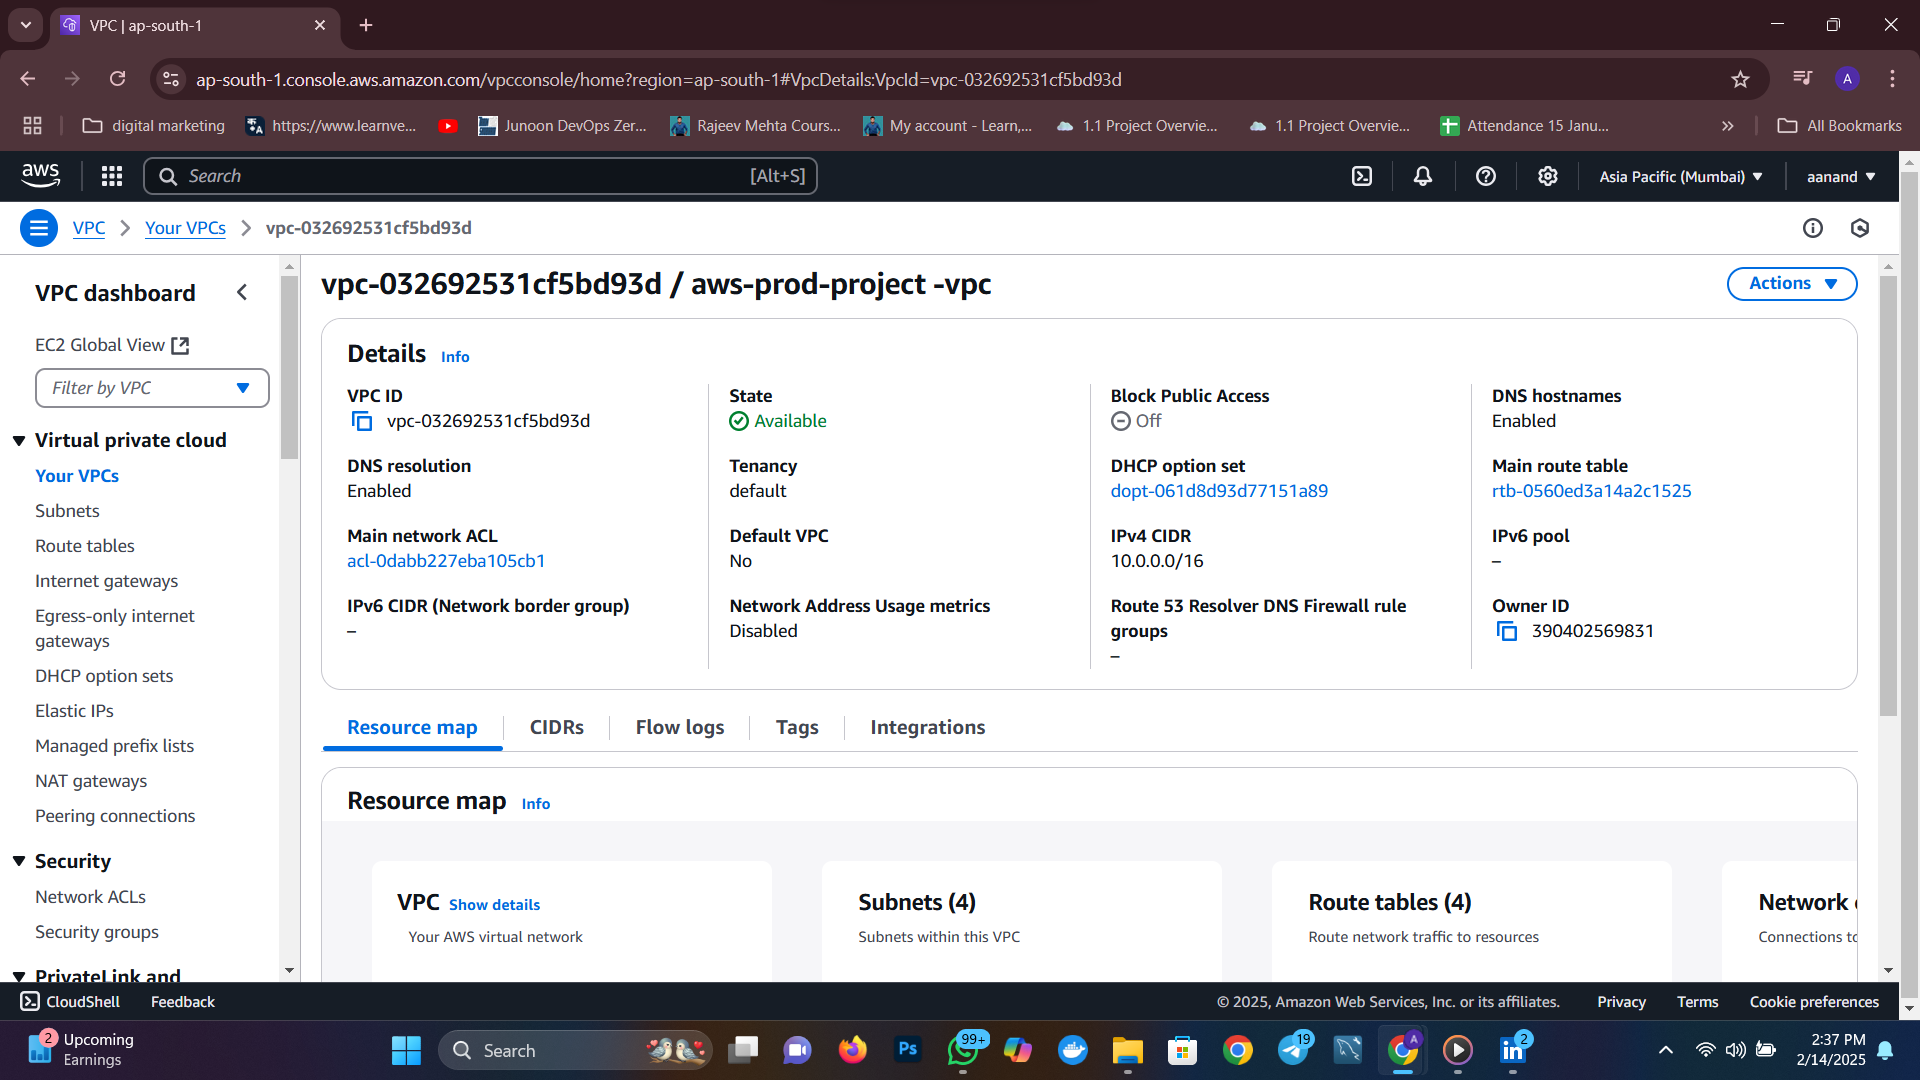 VPC | ap-south-1
ap-south-1.console.aws.amazon.com/vpcconsole/home?region=ap-south-1#VpcDetails:VpcId=vpc-032692531cf5bd93d
A
digital marketing
https://www.learnve...
Junoon DevOps Zer...
Rajeev Mehta Cours...
My account - Learn,...
1.1 Project Overvie...
1.1 Project Overvie...
Attendance 15 Janu...
All Bookmarks
aws
Search
[Alt+S]
Asia Pacific (Mumbai)
aanand
VPC
Your VPCs
vpc-032692531cf5bd93d
VPC dashboard
EC2 Global View
Filter by VPC
Virtual private cloud
Your VPCs
Subnets
Route tables
Internet gateways
Egress-only internet
gateways
DHCP option sets
Elastic IPs
Managed prefix lists
NAT gateways
Peering connections
Security
Network ACLs
Security groups
PrivateLink and
vpc-032692531cf5bd93d / aws-prod-project -vpc
Actions
Details Info
VPC ID
vpc-032692531cf5bd93d
State
Available
Block Public Access
Off
DNS hostnames
Enabled
DNS resolution
Enabled
Tenancy
default
DHCP option set
dopt-061d8d93d77151a89
Main route table
rtb-0560ed3a14a2c1525
Main network ACL
acl-0dabb227eba105cb1
Default VPC
No
IPv4 CIDR
10.0.0.0/16
IPv6 pool
–
IPv6 CIDR (Network border group)
–
Network Address Usage metrics
Disabled
Route 53 Resolver DNS Firewall rule
groups
–
Owner ID
390402569831
Resource map
CIDRs
Flow logs
Tags
Integrations
Resource map Info
VPC Show details
Your AWS virtual network
Subnets (4)
Subnets within this VPC
Route tables (4)
Route network traffic to resources
Network
Connections to
CloudShell
Feedback
© 2025, Amazon Web Services, Inc. or its affiliates.
Privacy
Terms
Cookie preferences
2
Upcoming
Earnings
Search
Ps
99+
19
A
in
2
2:37 PM
2/14/2025